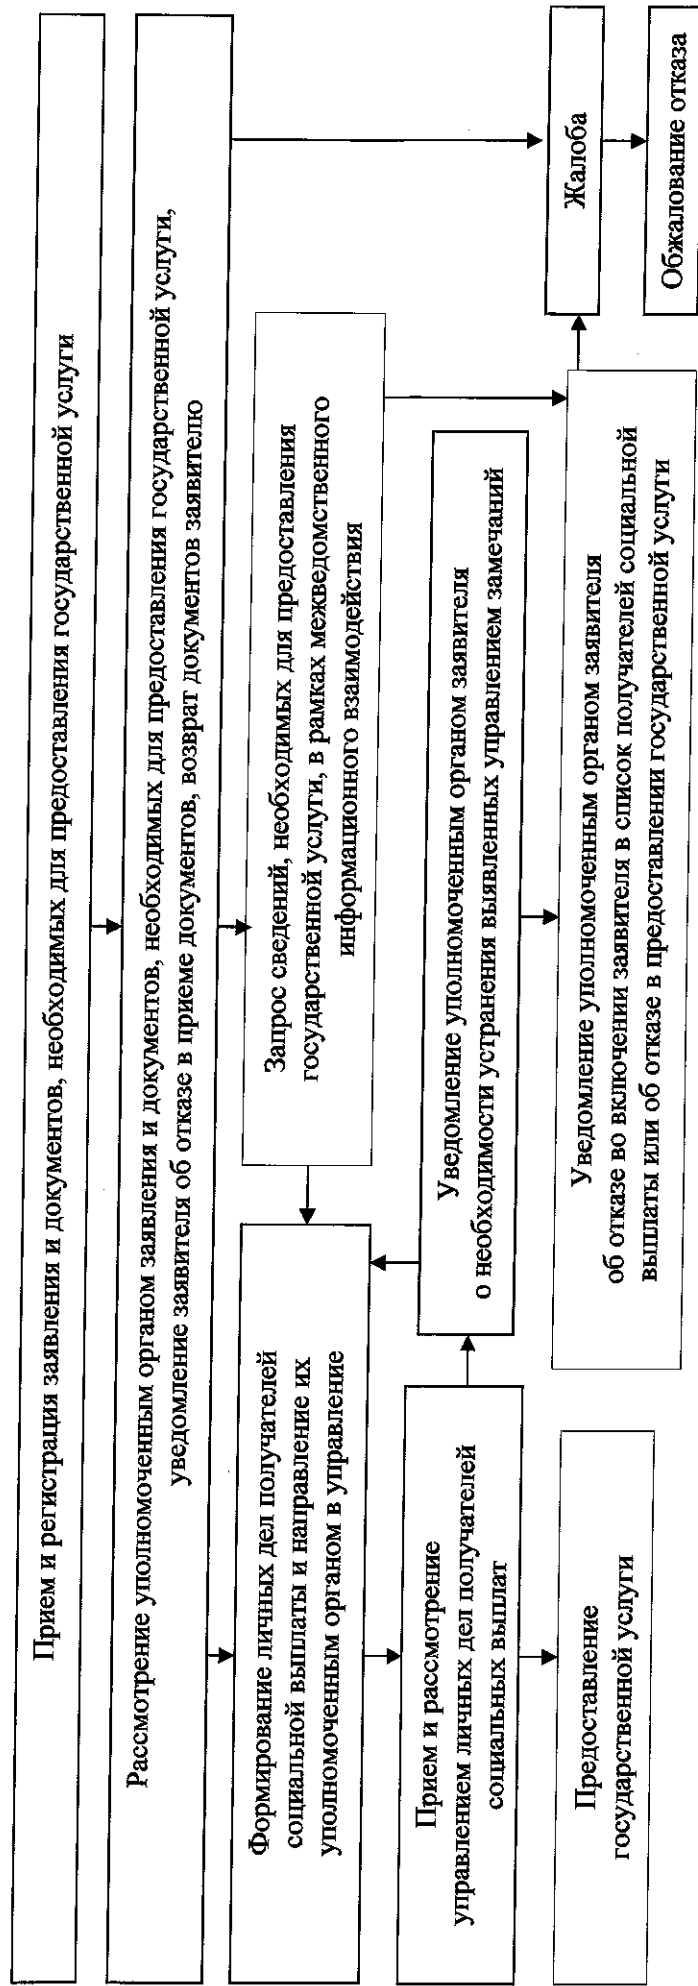 Прием и регистрация заявления и документов, необходимых для предоставления государственной услуги
Рассмотрение уполномоченным органом заявления и документов, необходимых для предоставления государственной услуги,
уведомление заявителя об отказе в приеме документов, возврат документов заявителю
Формирование личных дел получателей
социальной выплаты и направление их
уполномоченным органом в управление
Запрос сведений, необходимых для предоставления
государственной услуги, в рамках межведомственного
информационного взаимодействия
Прием и рассмотрение
управлением личных дел получателей
социальных выплат
Уведомление уполномоченным органом заявителя
о необходимости устранения выявленных управлением замечаний
Предоставление
государственной услуги
Уведомление уполномоченным органом заявителя
об отказе во включении заявителя в список получателей социальной
выплаты или об отказе в предоставлении государственной услуги
Жалоба
Обжалование отказа